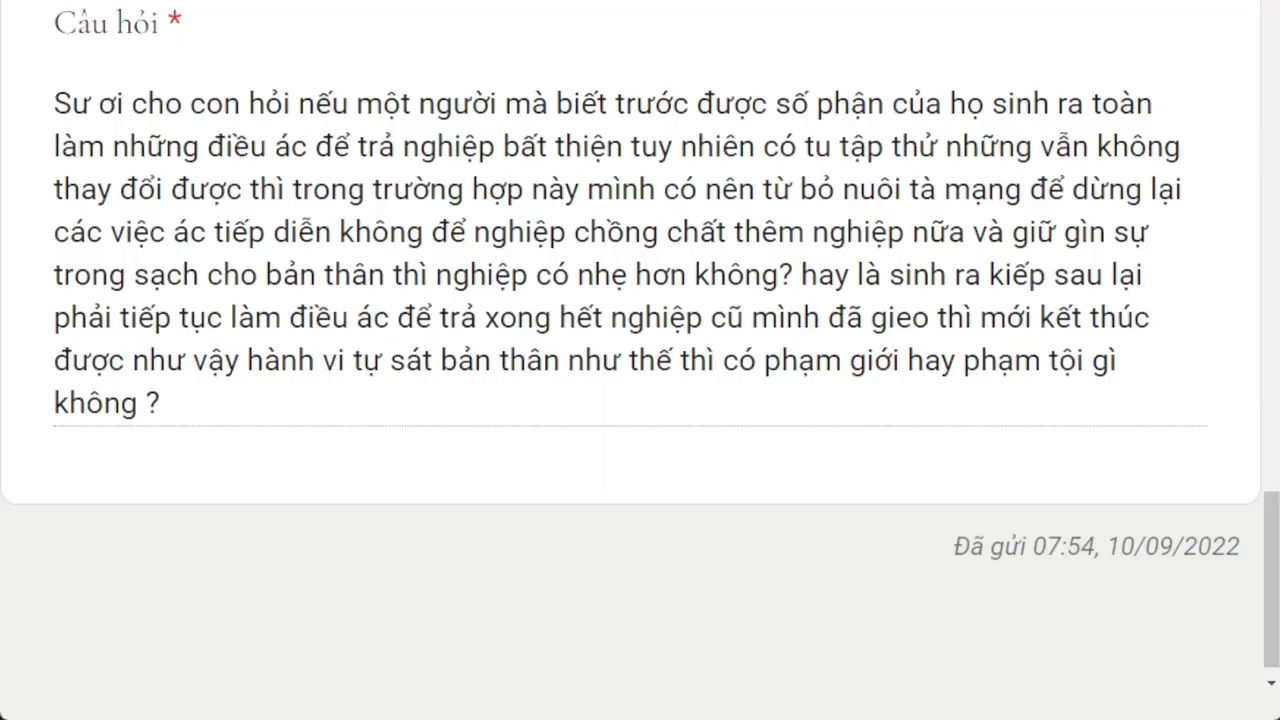 Câu hỏi *
Sư ơi cho con hỏi nếu một người mà biết trước được số phận của họ sinh ra toàn
làm những điều ác để trả nghiệp bất thiện tuy nhiên có tu tập thử những vẫn không
thay đổi được thì trong trường hợp này mình có nên từ bỏ nuôi tà mạng để dừng lại
các việc ác tiếp diễn không để nghiệp chồng chất thêm nghiệp nữa và giữ gìn sự
trong sạch cho bản thân thì nghiệp có nhẹ hơn không? hay là sinh ra kiếp sau lại
phải tiếp tục làm điều ác để trả xong hết nghiệp cũ mình đã gieo thì mới kết thúc
được như vậy hành vi tự sát bản thân như thế thì có phạm giới hay phạm tội gì
không ?
Đã gửi 07:54, 10/09/2022